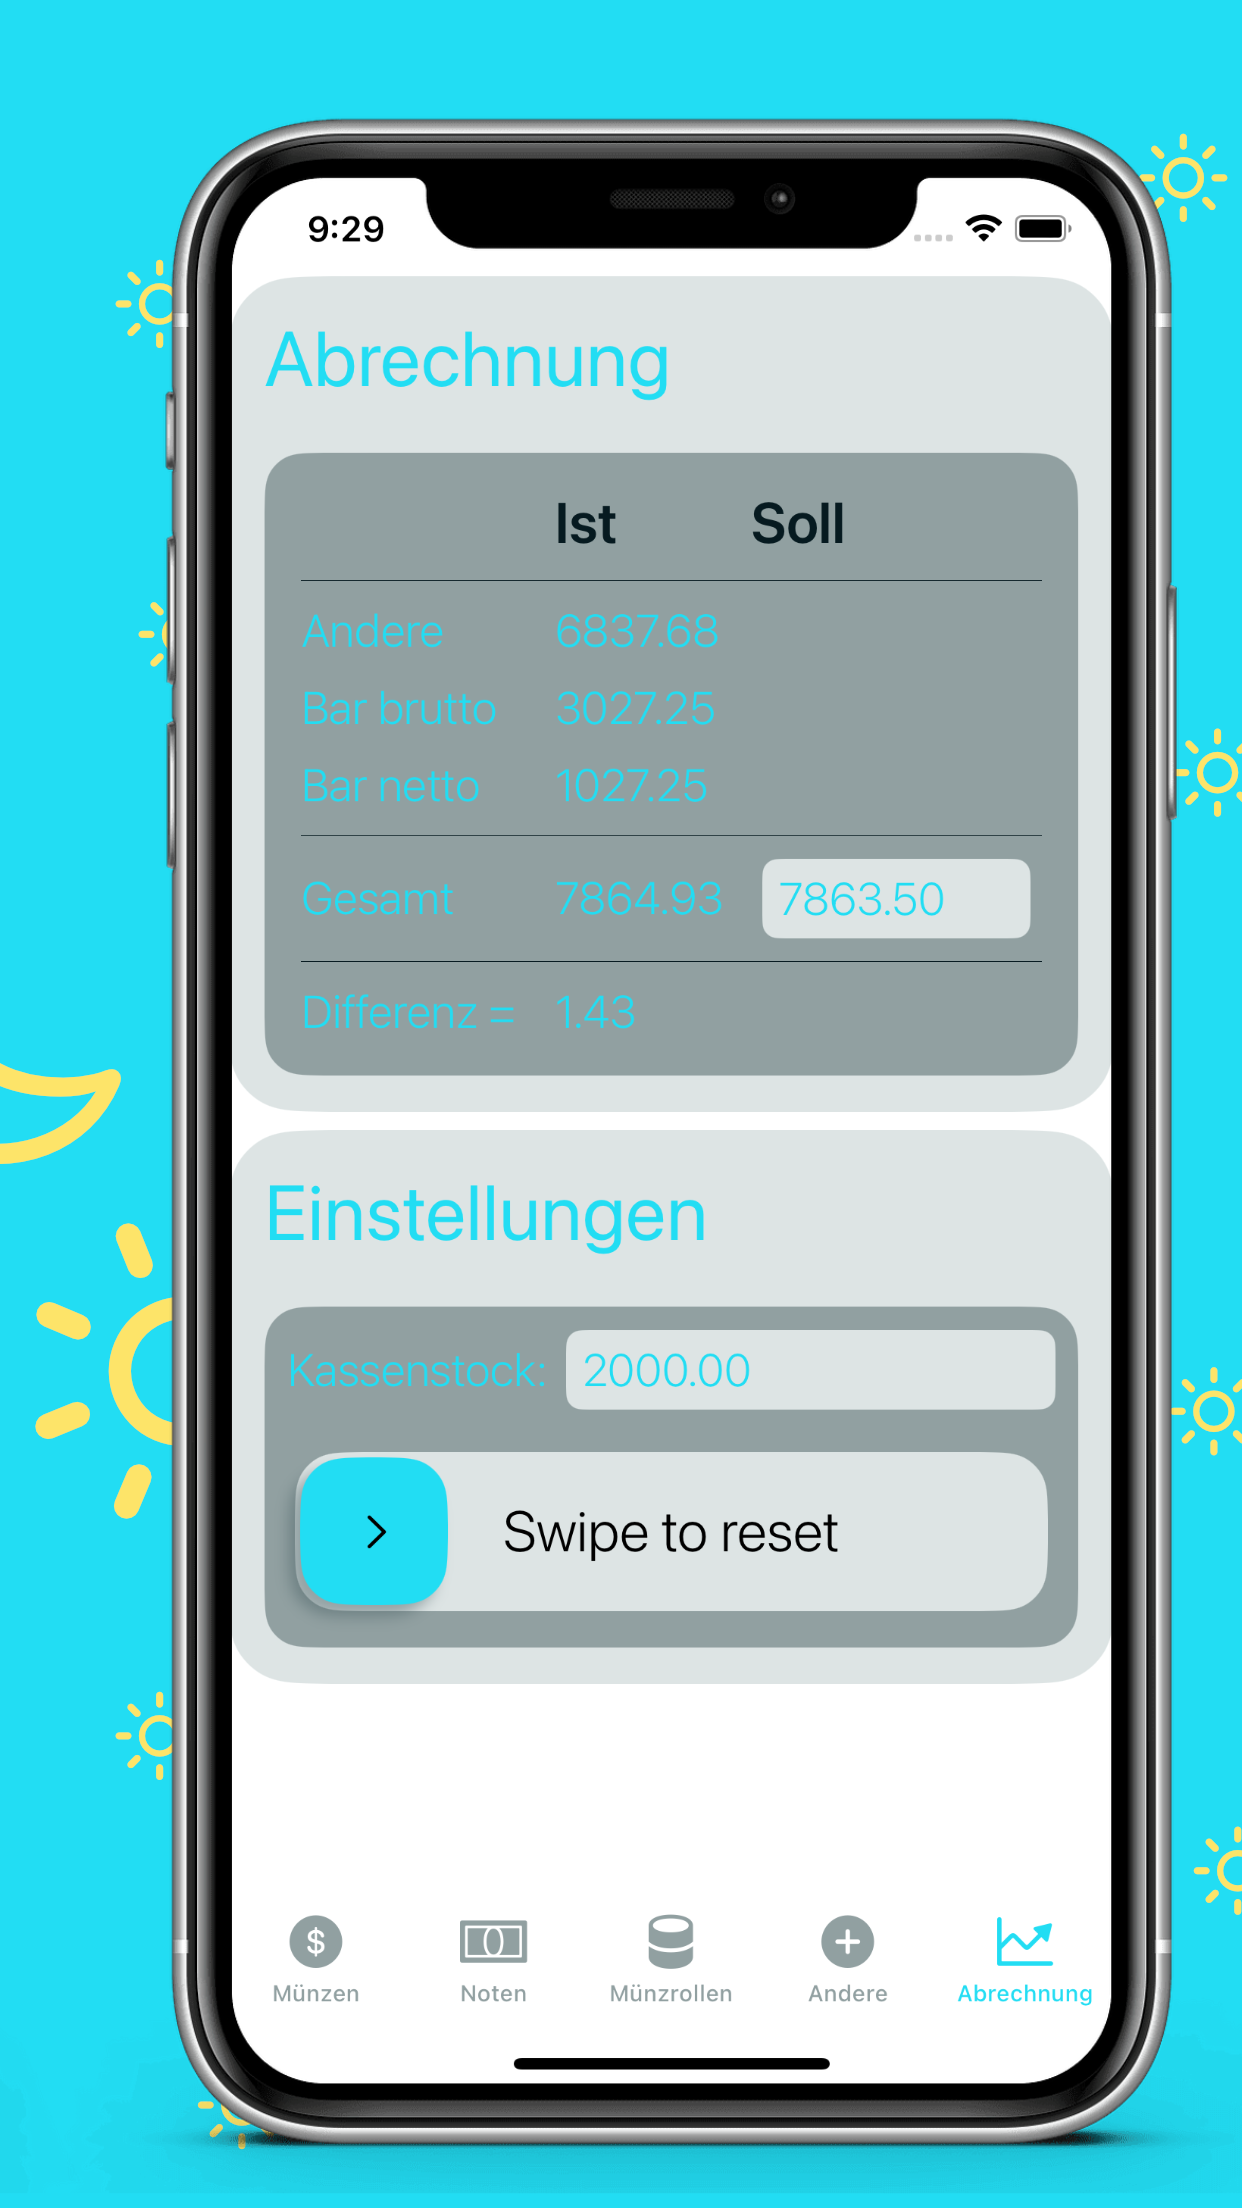 9:29
Abrechnung
Ist Soll
Andere 6837.68
Bar brutto 3027.25
Bar netto 1027.25
Gesamt 7864.93 7863.50
Differenz = 1.43
Einstellungen
Kassenstock: 2000.00
Swipe to reset
Münzen Noten Münzrollen Andere Abrechnung